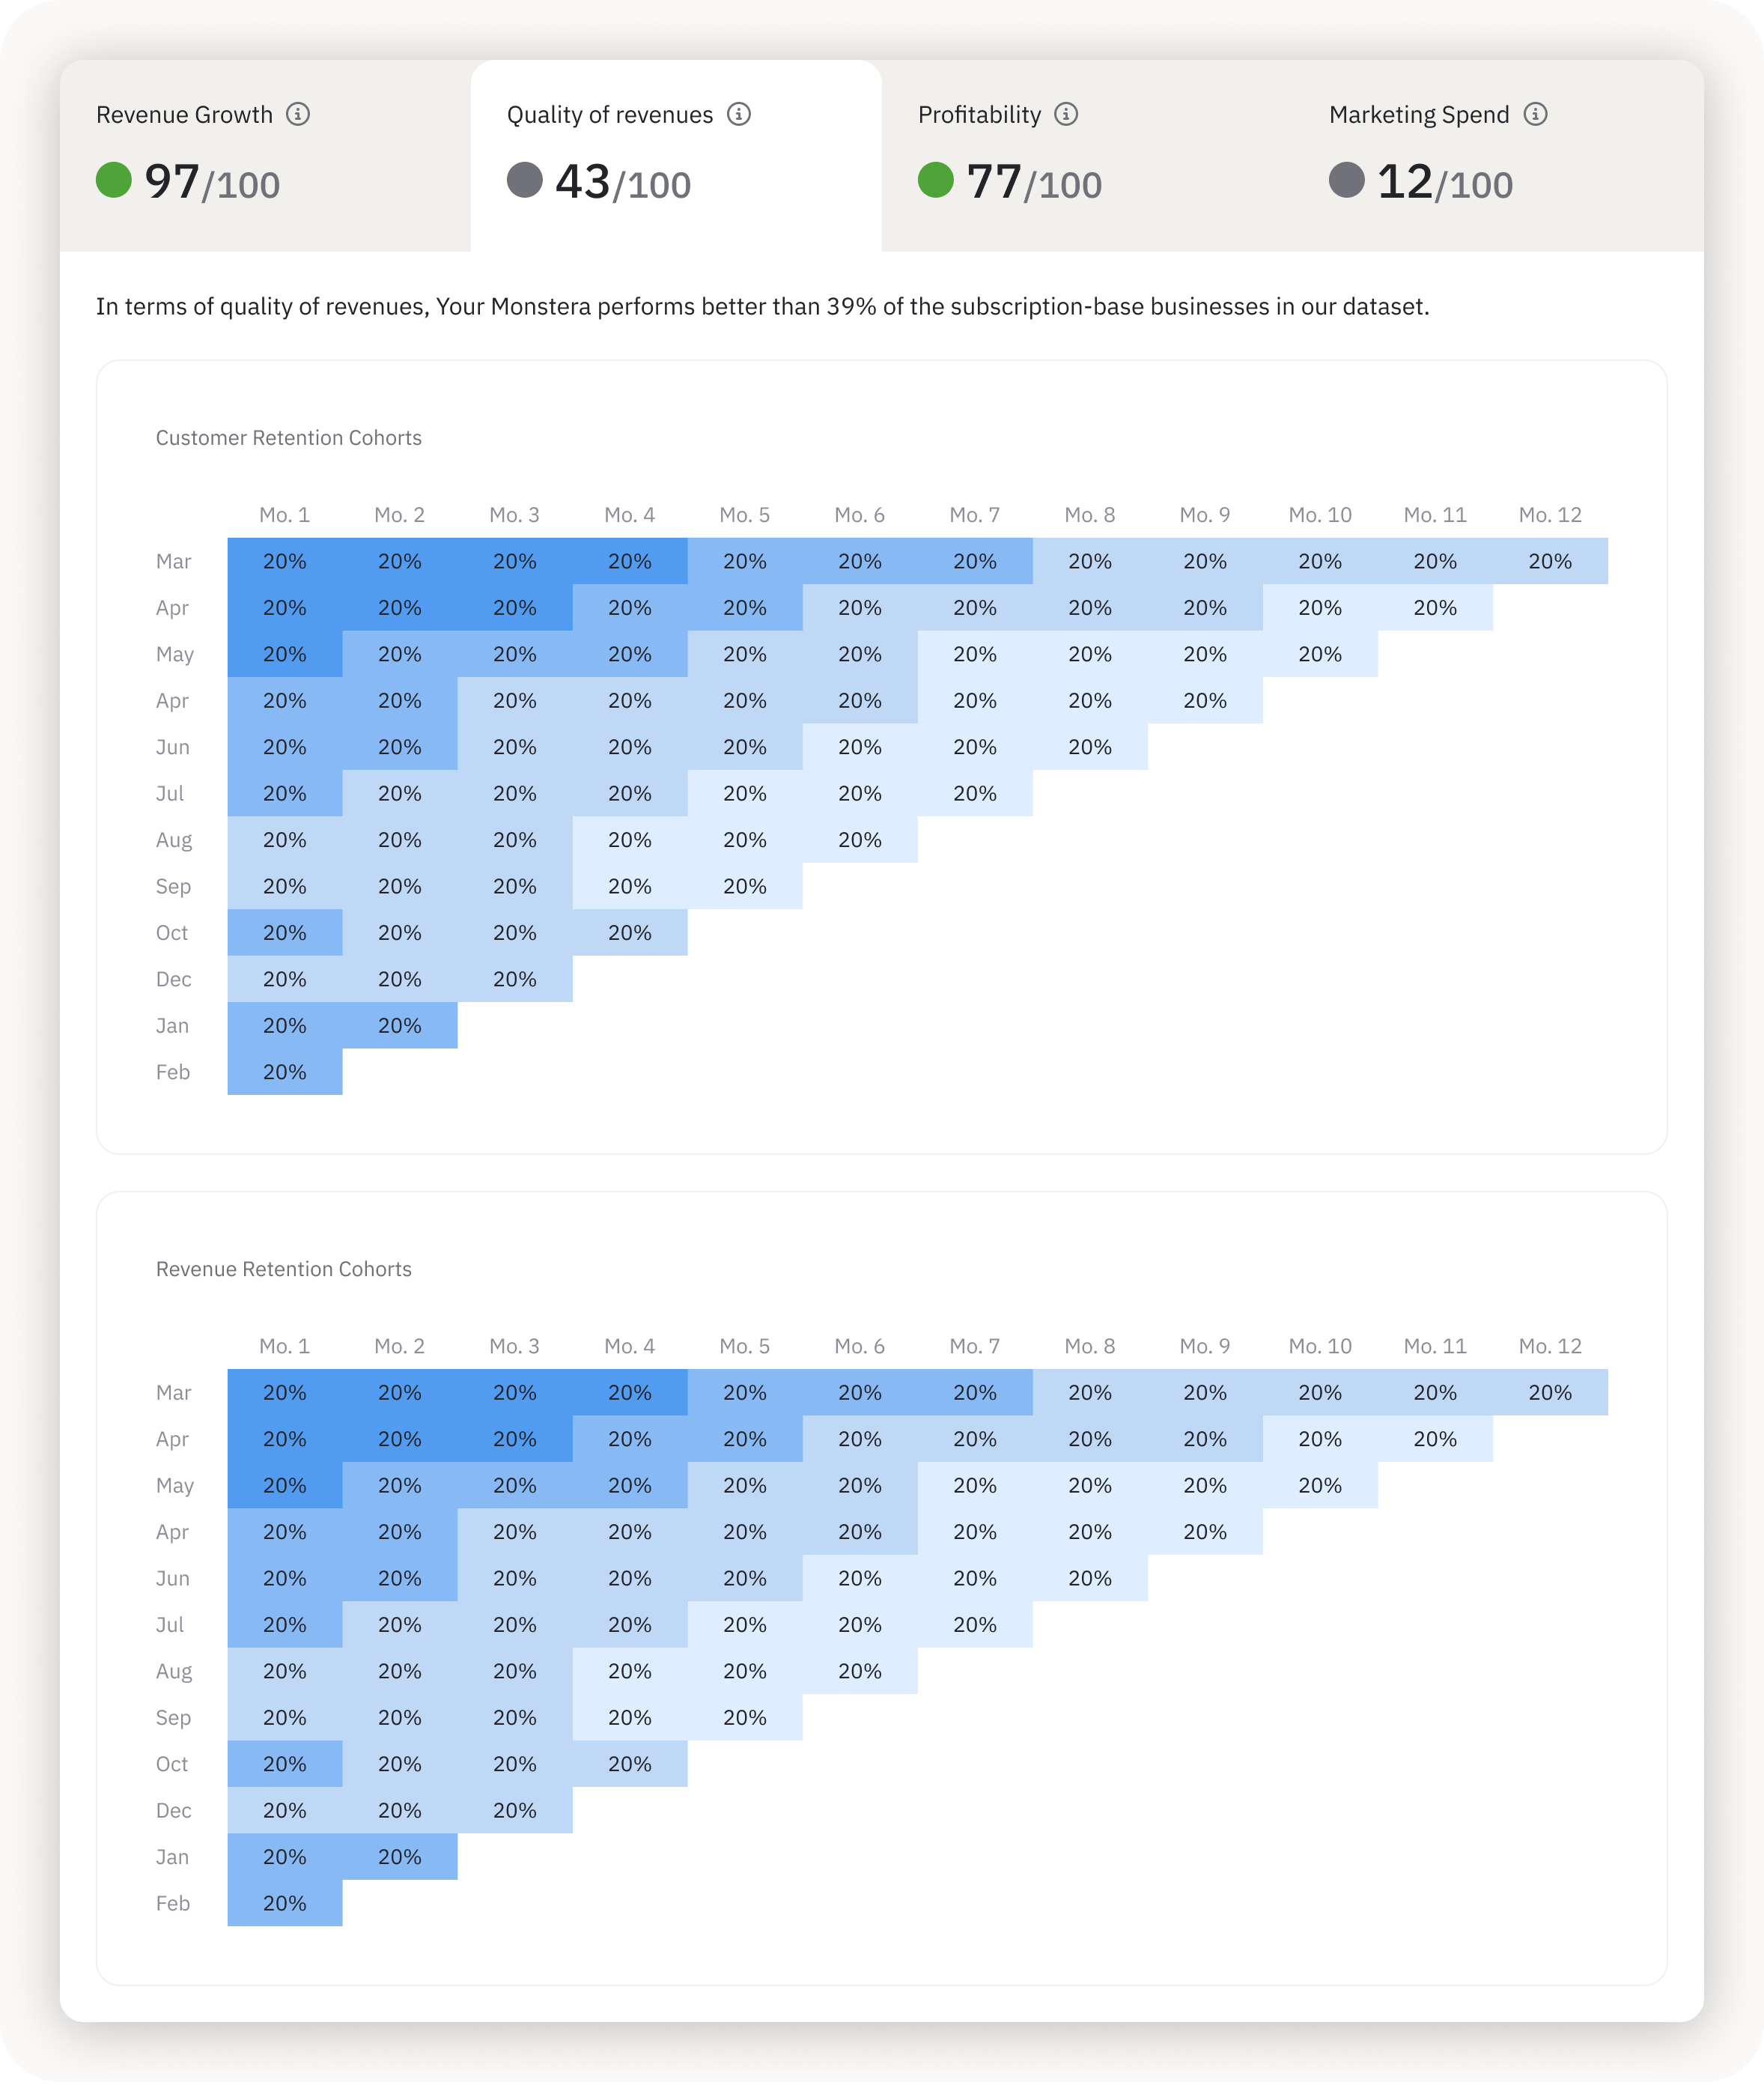 Revenue Growth Quality of revenues Profitability Marketing Spend
97/100 43/100 77/100 12/100
In terms of quality of revenues, Your Monstera performs better than 39% of the subscription-base businesses in our dataset.
Customer Retention Cohorts
Mo. 1 Mo. 2 Mo. 3 Mo. 4 Mo. 5 Mo. 6 Mo. 7 Mo. 8 Mo. 9 Mo. 10 Mo. 11 Mo. 12
Mar 20% 20% 20% 20% 20% 20% 20% 20% 20% 20% 20% 20%
Apr 20% 20% 20% 20% 20% 20% 20% 20% 20% 20% 20%
May 20% 20% 20% 20% 20% 20% 20% 20% 20% 20%
Apr 20% 20% 20% 20% 20% 20% 20% 20% 20%
Jun 20% 20% 20% 20% 20% 20% 20% 20%
Jul 20% 20% 20% 20% 20% 20% 20%
Aug 20% 20% 20% 20% 20% 20%
Sep 20% 20% 20% 20% 20%
Oct 20% 20% 20% 20%
Dec 20% 20% 20%
Jan 20% 20%
Feb 20%
Revenue Retention Cohorts
Mo. 1 Mo. 2 Mo. 3 Mo. 4 Mo. 5 Mo. 6 Mo. 7 Mo. 8 Mo. 9 Mo. 10 Mo. 11 Mo. 12
Mar 20% 20% 20% 20% 20% 20% 20% 20% 20% 20% 20% 20%
Apr 20% 20% 20% 20% 20% 20% 20% 20% 20% 20% 20%
May 20% 20% 20% 20% 20% 20% 20% 20% 20% 20%
Apr 20% 20% 20% 20% 20% 20% 20% 20% 20%
Jun 20% 20% 20% 20% 20% 20% 20% 20%
Jul 20% 20% 20% 20% 20% 20% 20%
Aug 20% 20% 20% 20% 20% 20%
Sep 20% 20% 20% 20% 20%
Oct 20% 20% 20% 20%
Dec 20% 20% 20%
Jan 20% 20%
Feb 20%